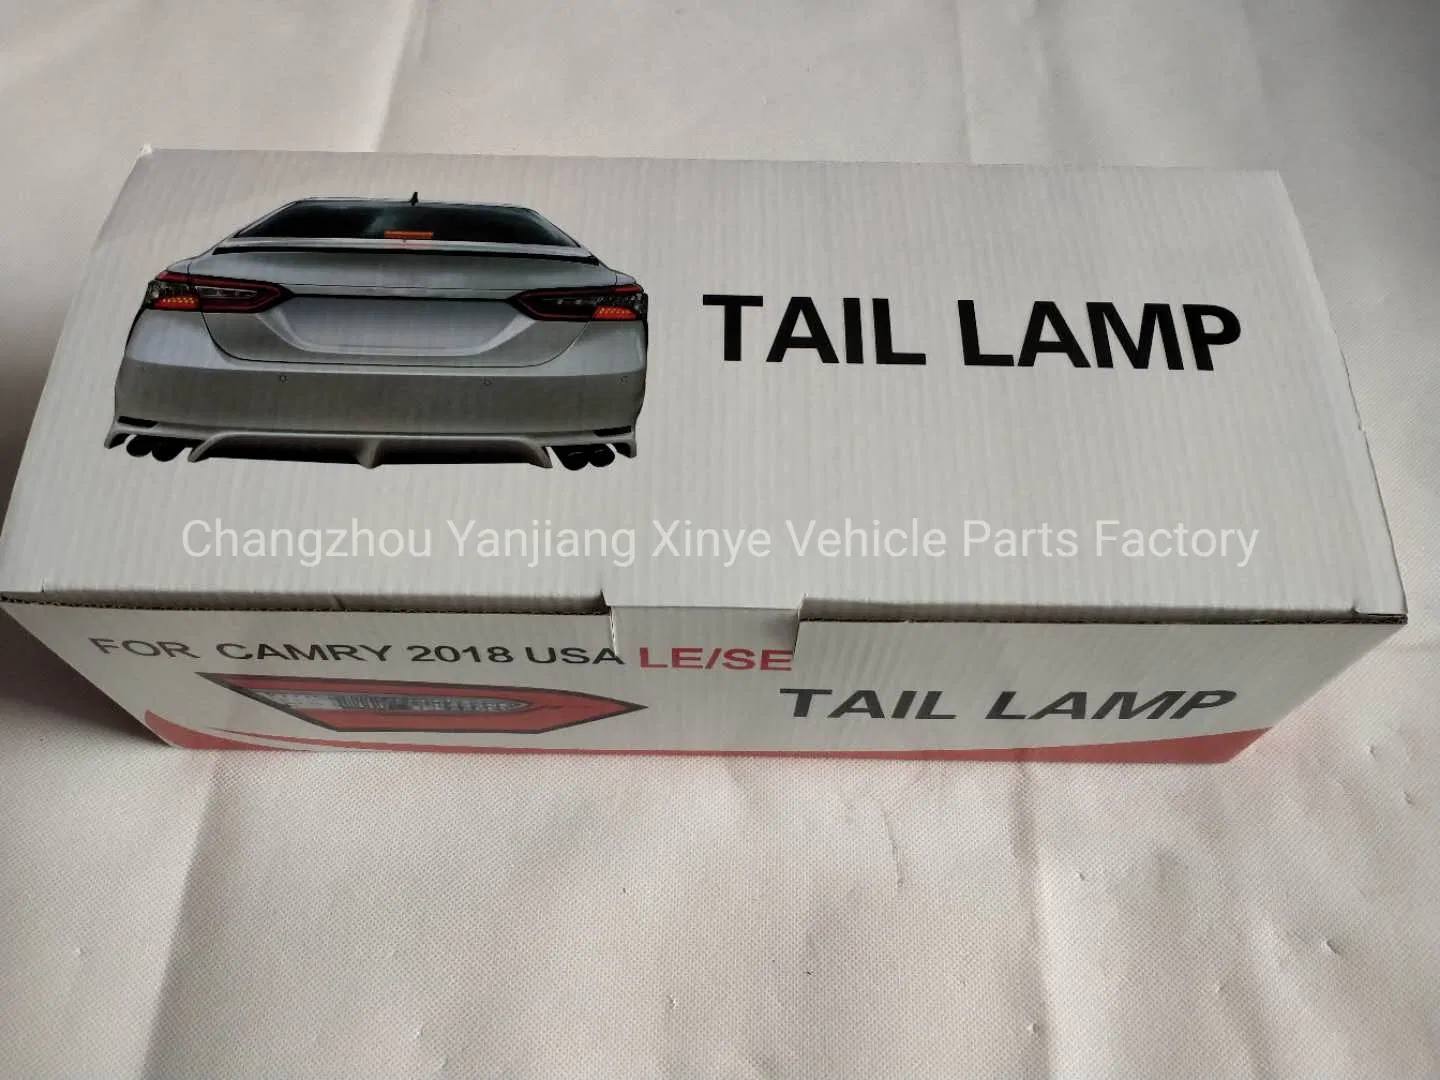 TAIL LAMP
Changzhou Yanjiang Xinye Vehicle Parts Factory
FOR CAMRY 2018 USA LE/SE
TAIL LAMP